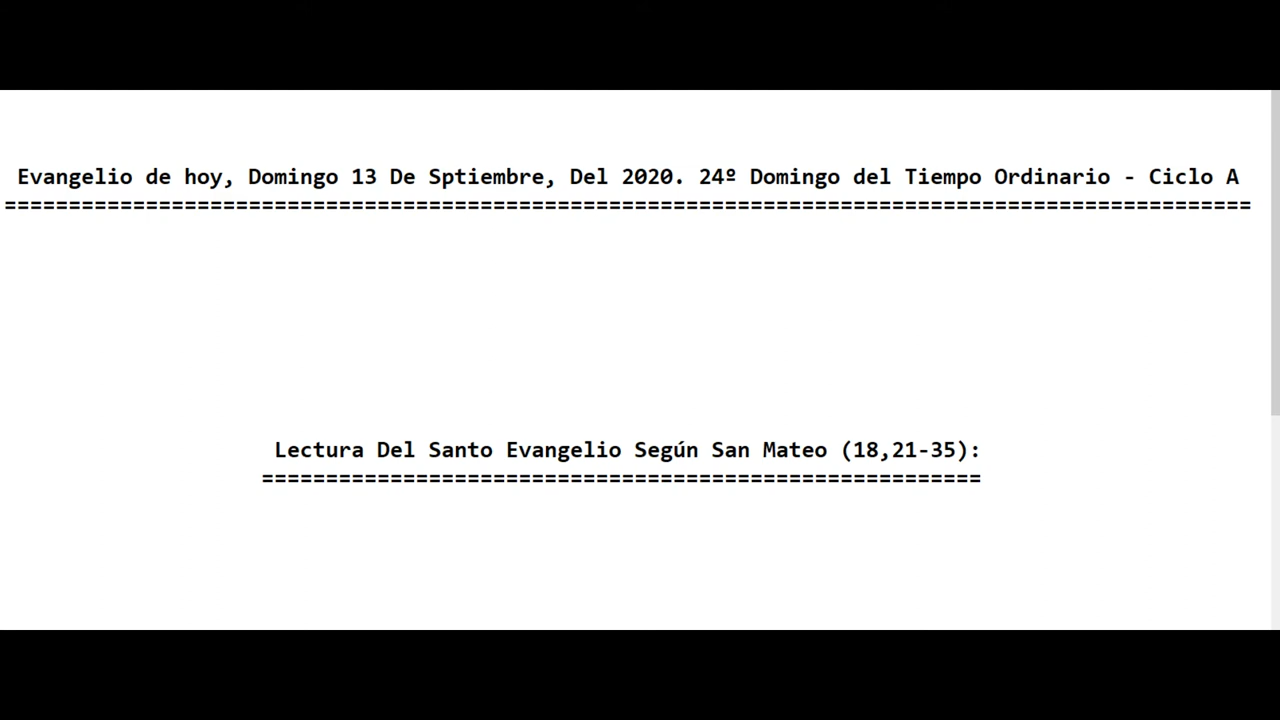 Evangelio de hoy, Domingo 13 De Sptiembre, Del 2020. 24º Domingo del Tiempo Ordinario - Ciclo A
=================================================================================================
Lectura Del Santo Evangelio Según San Mateo (18,21-35):
========================================================